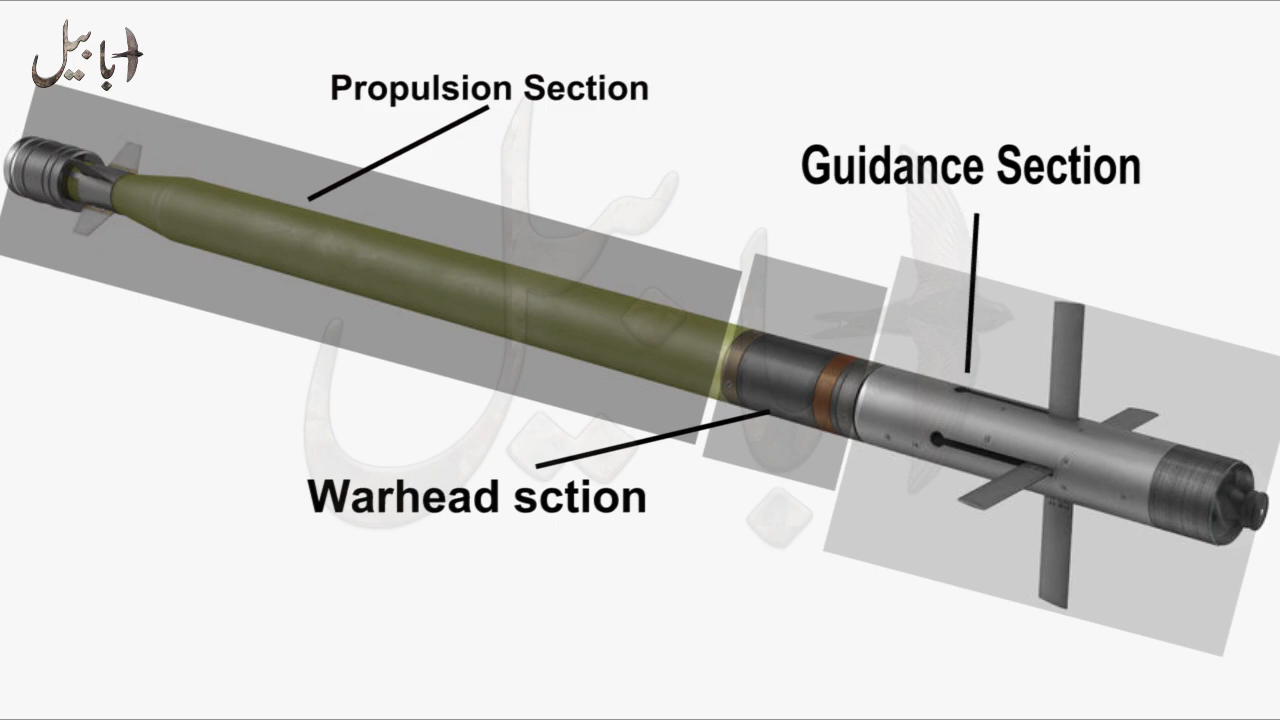 ابابیل
Propulsion Section
Guidance Section
Warhead sction